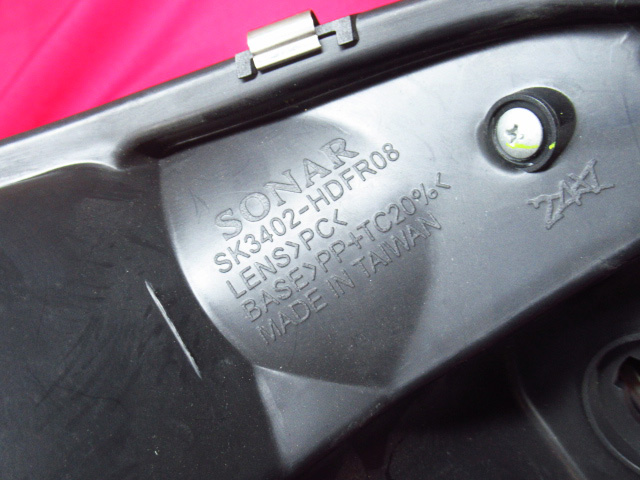 SONAR
SK3402-HDFR08
LENS>PC<
BASE>PP+TC20%<
MADE IN TAIWAN